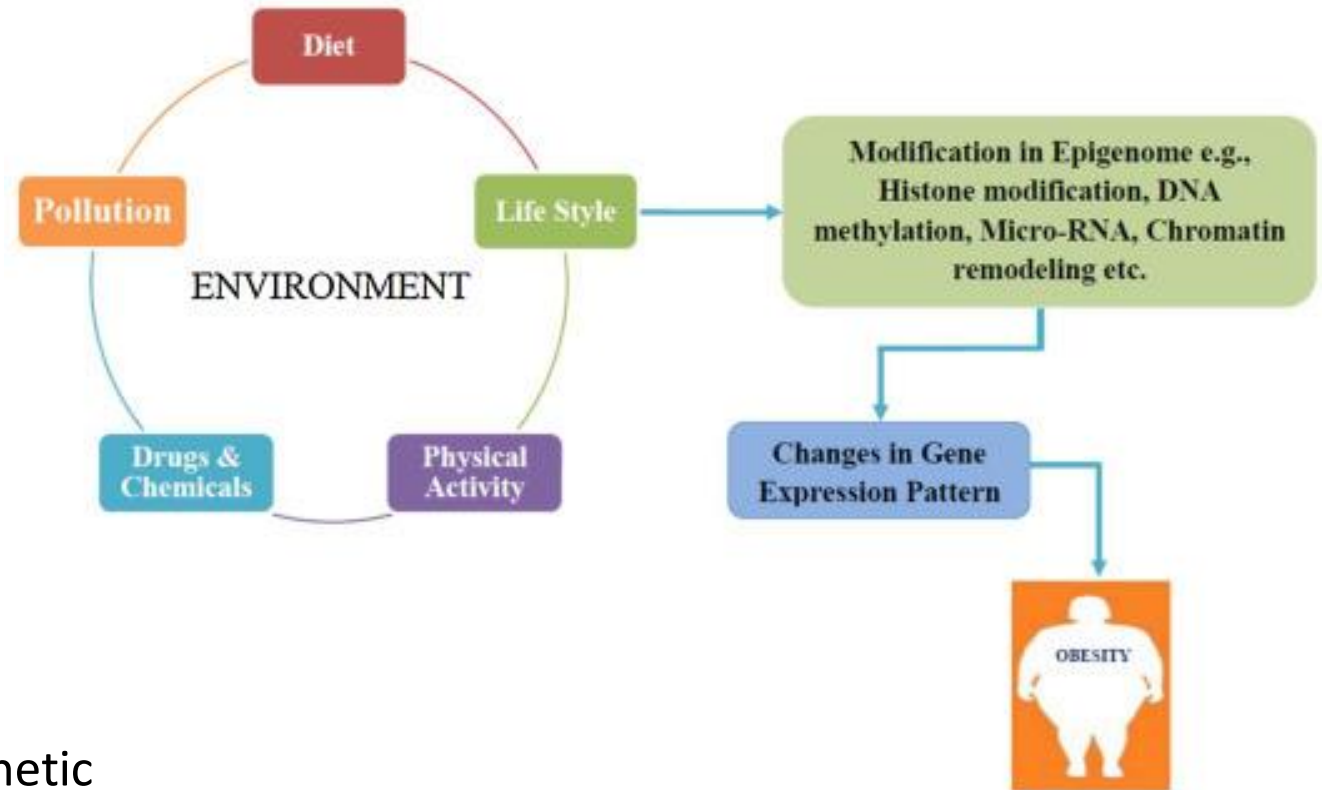 Diet
Pollution
Life Style
ENVIRONMENT
Drugs &
Chemicals
Physical
Activity
Modification in Epigenome e.g.,
Histone modification, DNA
methylation, Micro-RNA, Chromatin
remodeling etc.
Changes in Gene
Expression Pattern
OBESITY
netic